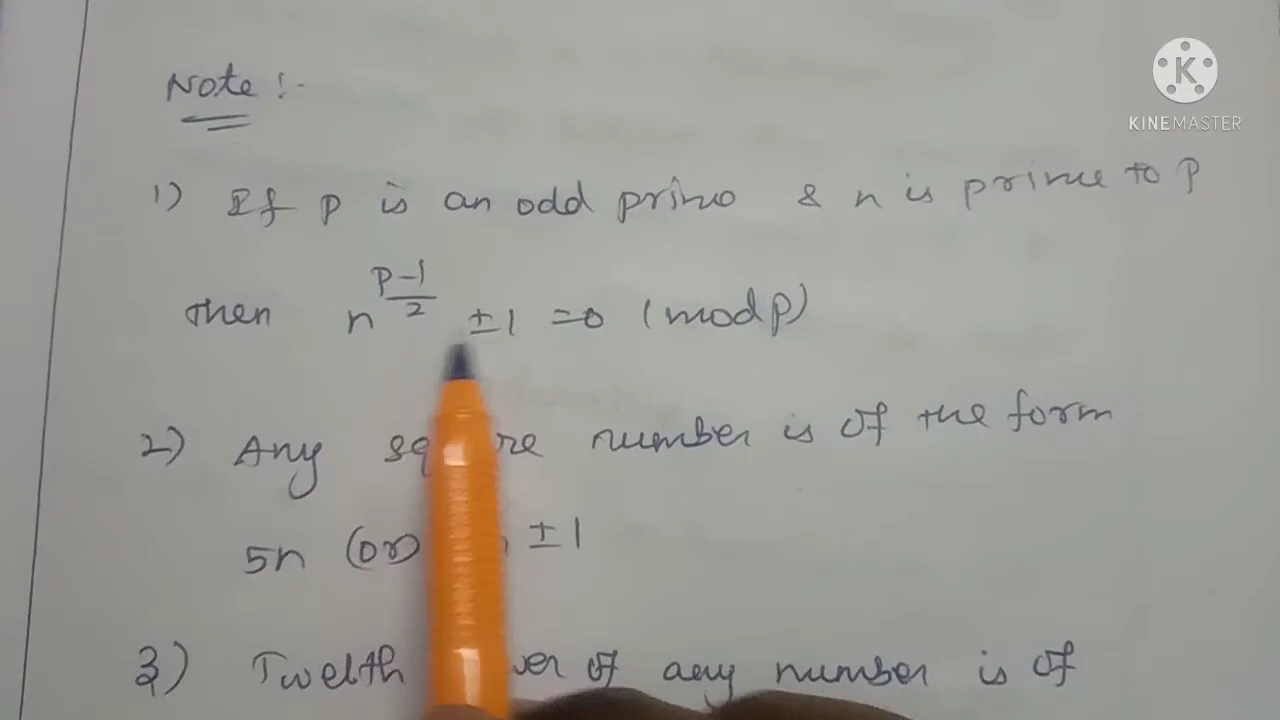 Note :-
K
KINEMASTER
1) If p is an odd prime & n is prime to p
then n^((p-1)/2) ±1 =0 (mod p)
2) Any number is of the form
5n (or) ±1
3) Twelth of any number is of